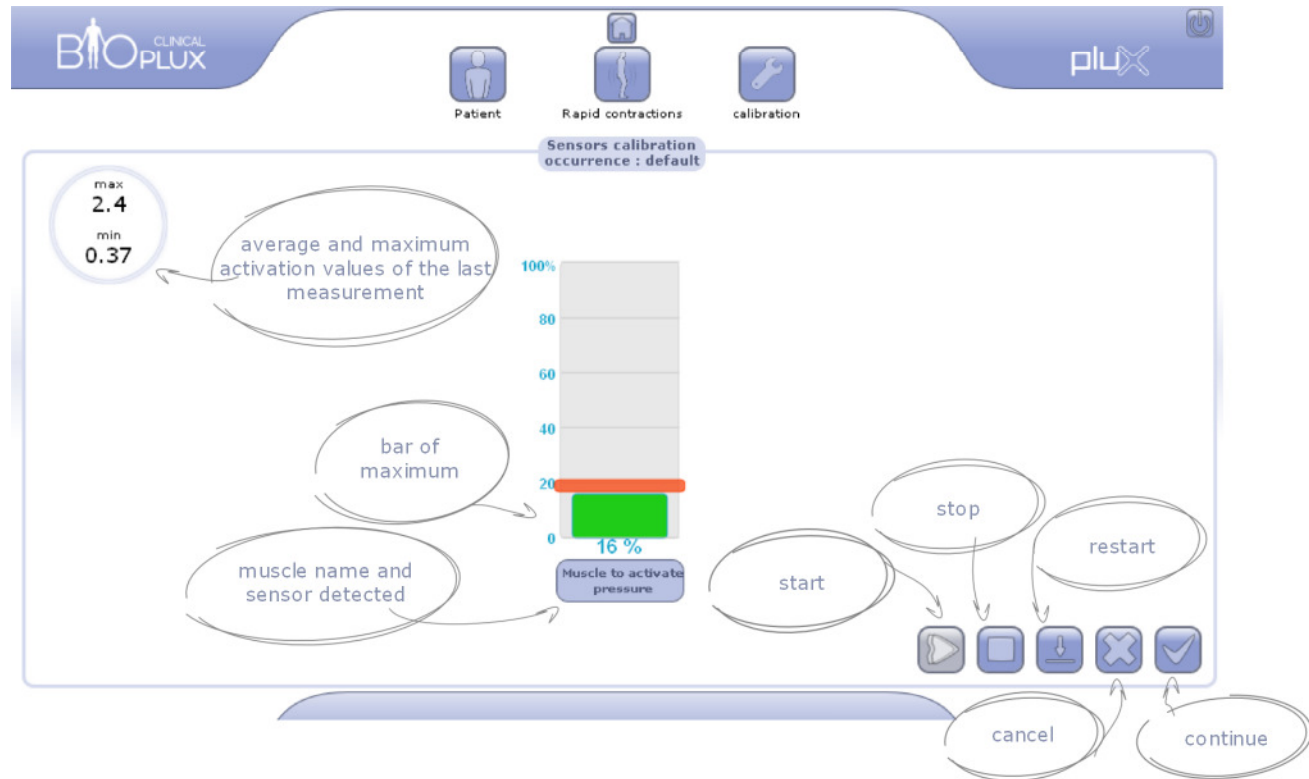 BIOPLUX CLINICAL
plux
Patient
Rapid contractions
calibration
Sensors calibration
occurrence : default
max
2.4
min
0.37
average and maximum
activation values of the last
measurement
100%
80
60
40
20
0
bar of
maximum
16 %
Muscle to activate
pressure
muscle name and
sensor detected
start
stop
restart
cancel
continue